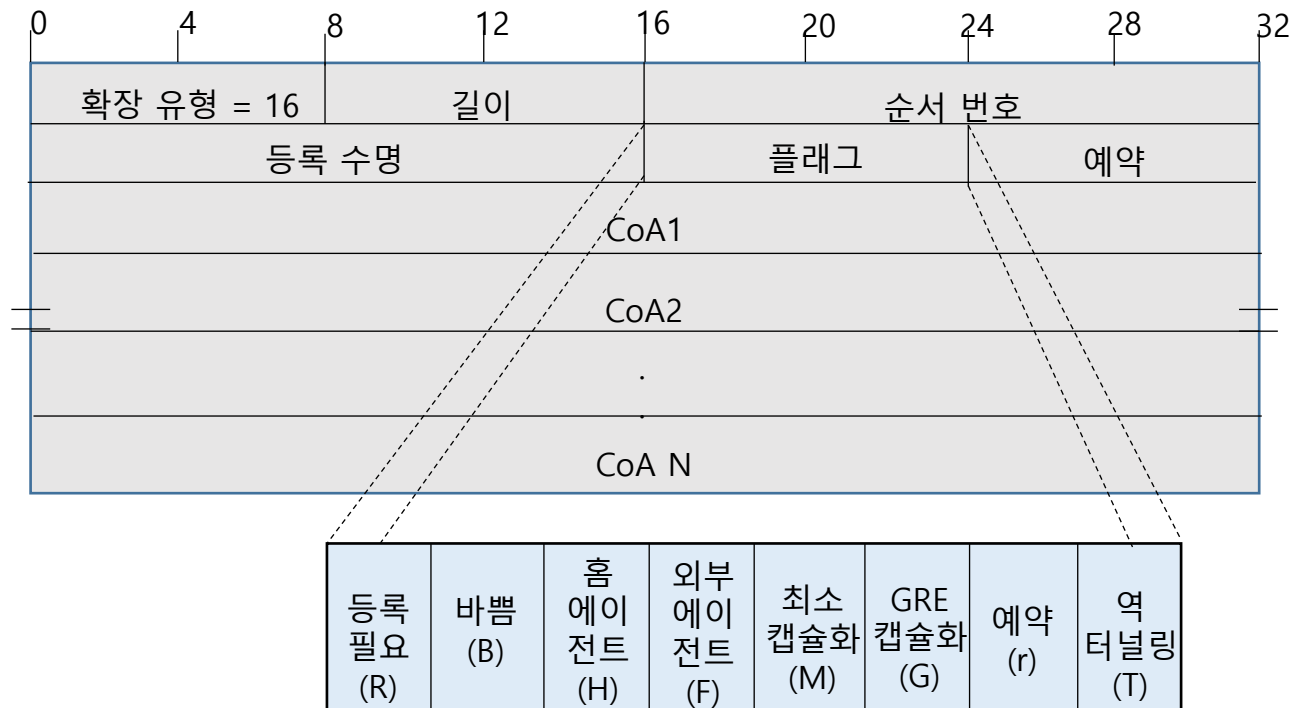 0 4 8 12 16 20 24 28 32
확장 유형 = 16 길이 순서 번호
등록 수명 플래그 예약
CoA1
CoA2
.
.
CoA N
등록
필요
(R)
바쁨
(B)
홈
에이
전트
(H)
외부
에이
전트
(F)
최소
캡슐화
(M)
GRE
캡슐화
(G)
예약
(r)
역
터널링
(T)